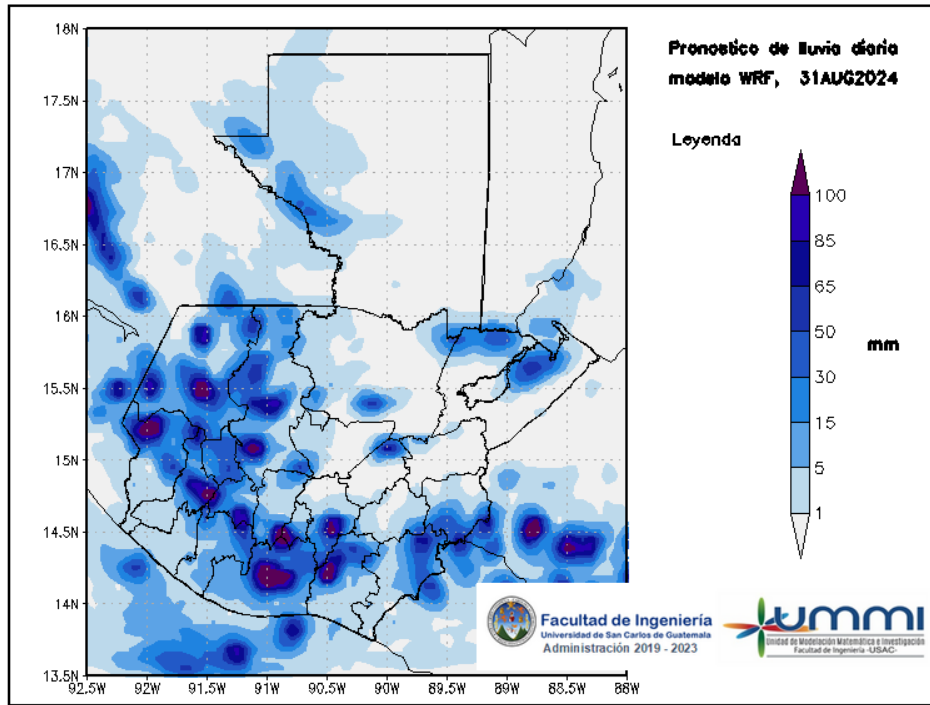 Pronostico de lluvia diaria
modelo WRF, 31AUG2024
Leyenda
100
85
65
50
30
15
5
1
mm
18N
17.5N
17N
16.5N
16N
15.5N
15N
14.5N
14N
13.5N
92.5W
92W
91.5W
91W
90.5W
90W
89.5W
89W
88.5W
88W
Facultad de Ingeniería
Universidad de San Carlos de Guatemala
Administración 2019 - 2023
UMMI
Unidad de Modelación Matemática e Investigación
Facultad de Ingeniería -USAC-